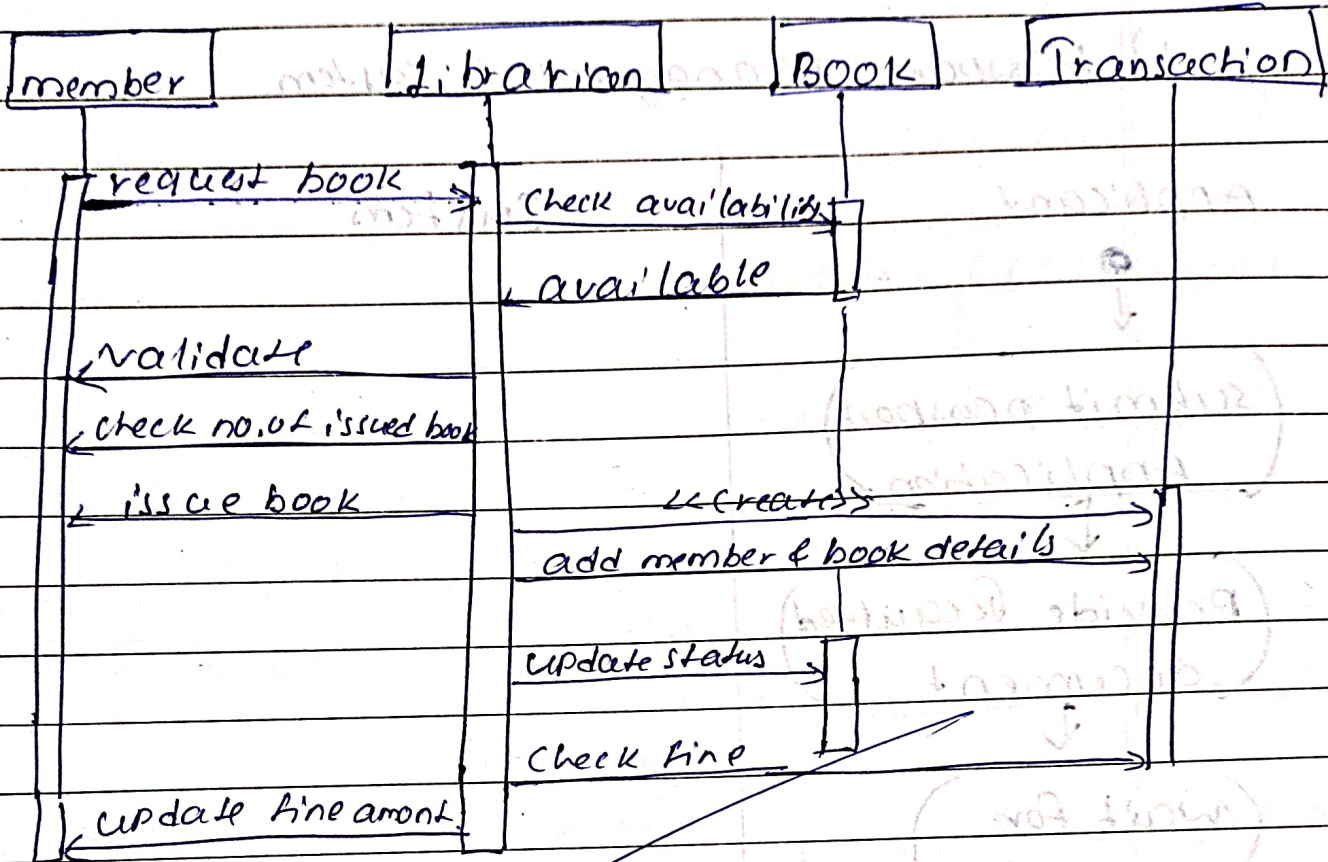 member Librarian BOOK Transaction
request book
Check availability
available
validate
check no. of issued book
issue book <<create>>
add member & book details
update status
Check fine
update fine amont